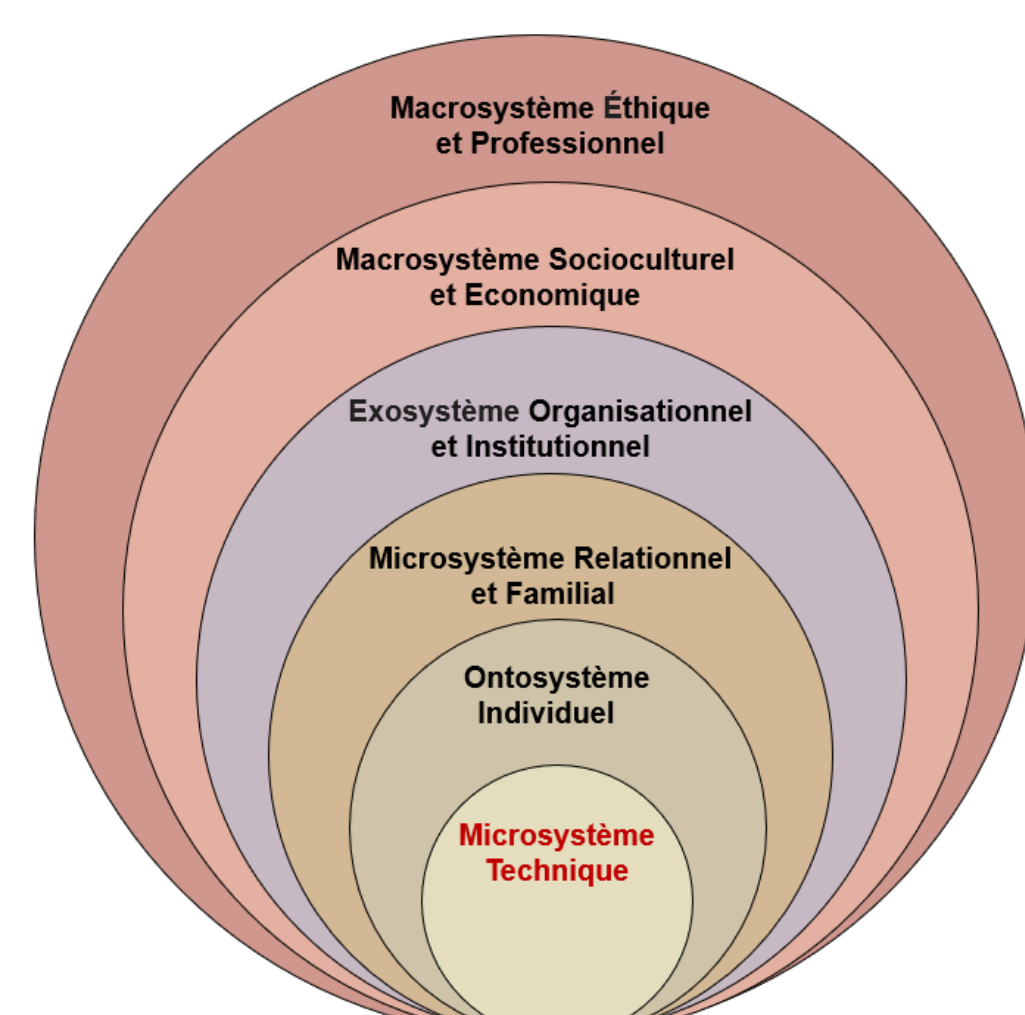 Macrosystème Éthique
et Professionnel
Macrosystème Socioculturel
et Economique
Exosystème Organisationnel
et Institutionnel
Microsystème Relationnel
et Familial
Ontosystème
Individuel
Microsystème
Technique